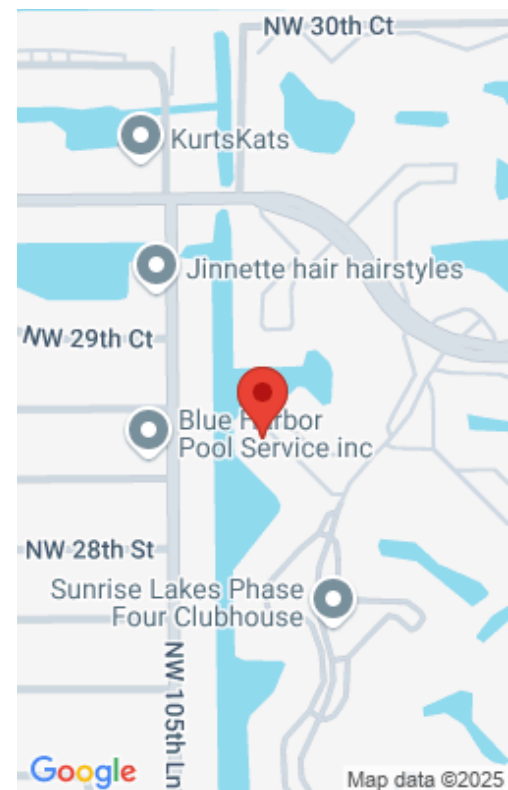 NW 30th Ct
KurtsKats
Jinnette hair hairstyles
NW 29th Ct
Blue Harbor
Pool Service inc
NW 28th St
Sunrise Lakes Phase
Four Clubhouse
NW 105th Ln
Google
Map data ©2025